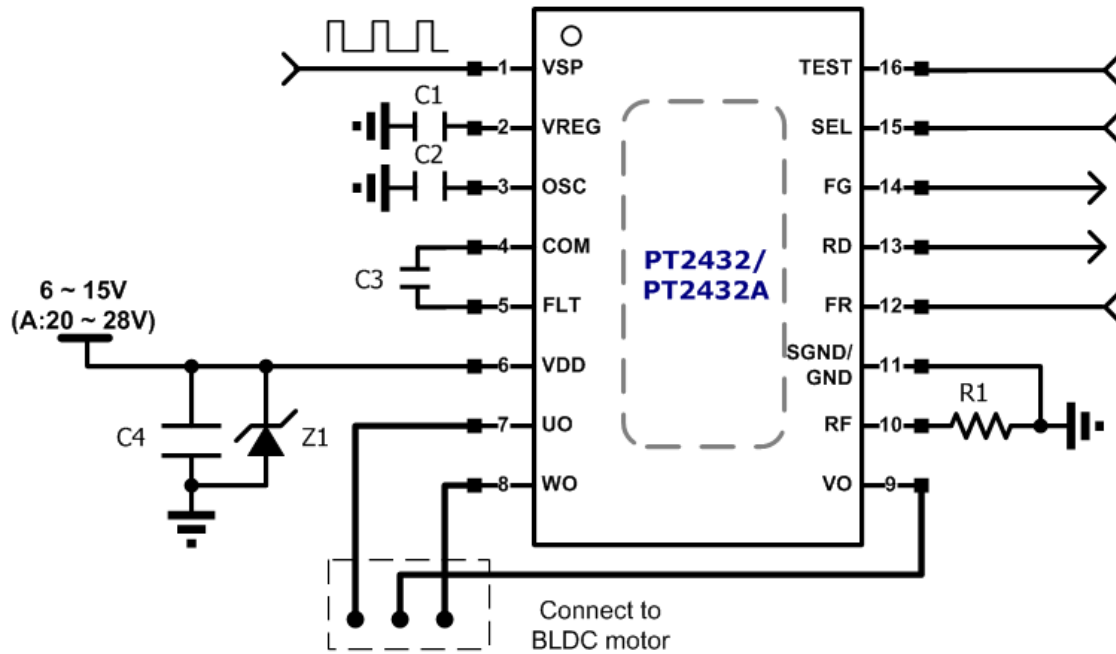 1 VSP
C1
2 VREG
C2
3 OSC
4 COM
C3
5 FLT
6 ~ 15V
(A:20 ~ 28V)
6 VDD
C4
Z1
7 UO
8 WO
PT2432/
PT2432A
TEST 16
SEL 15
FG 14
RD 13
FR 12
SGND/
GND 11
R1
RF 10
VO 9
Connect to
BLDC motor